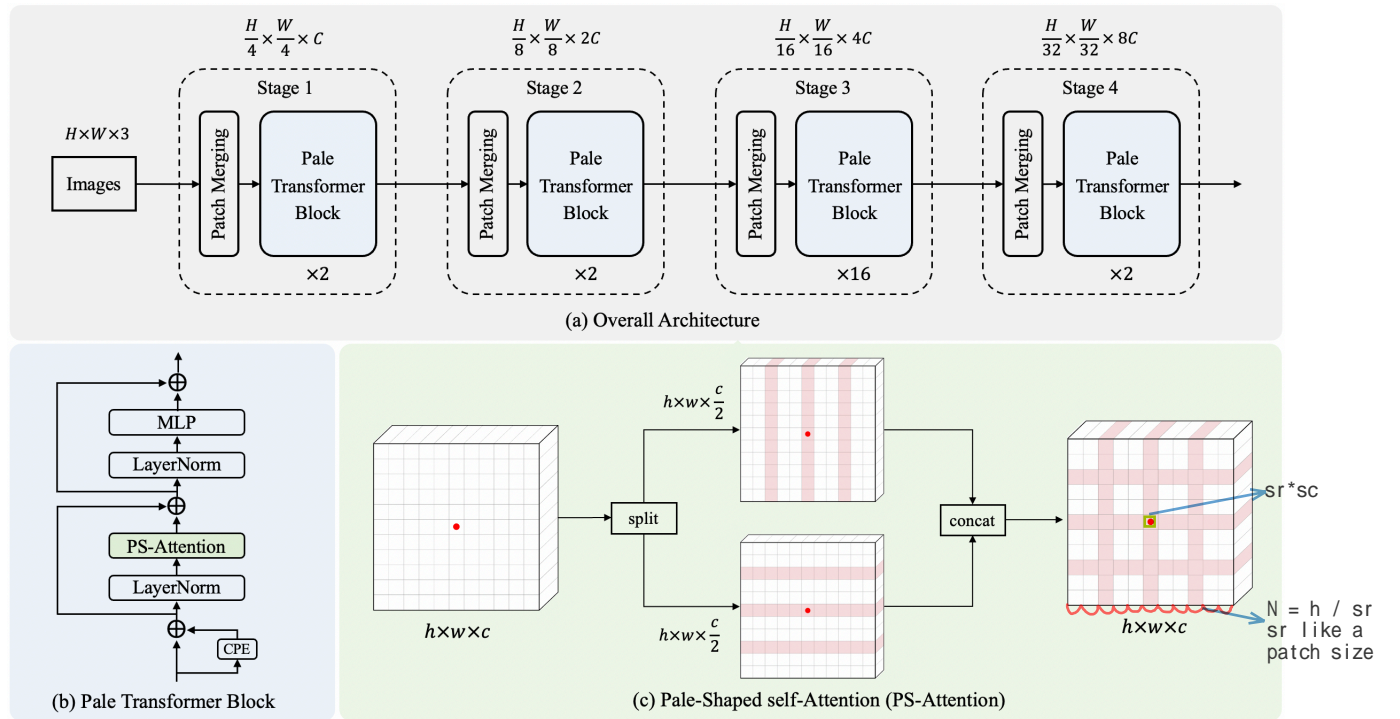 H/4 × W/4 × C
H/8 × W/8 × 2C
H/16 × W/16 × 4C
H/32 × W/32 × 8C
Stage 1
Stage 2
Stage 3
Stage 4
H×W×3
Images
Patch Merging
Pale Transformer Block
Patch Merging
Pale Transformer Block
Patch Merging
Pale Transformer Block
Patch Merging
Pale Transformer Block
×2
×2
×16
×2
(a) Overall Architecture
MLP
LayerNorm
PS-Attention
LayerNorm
CPE
(b) Pale Transformer Block
h×w×c
split
h×w×c/2
h×w×c/2
concat
sr*sc
N = h / sr
sr like a
patch size
h×w×c
(c) Pale-Shaped self-Attention (PS-Attention)